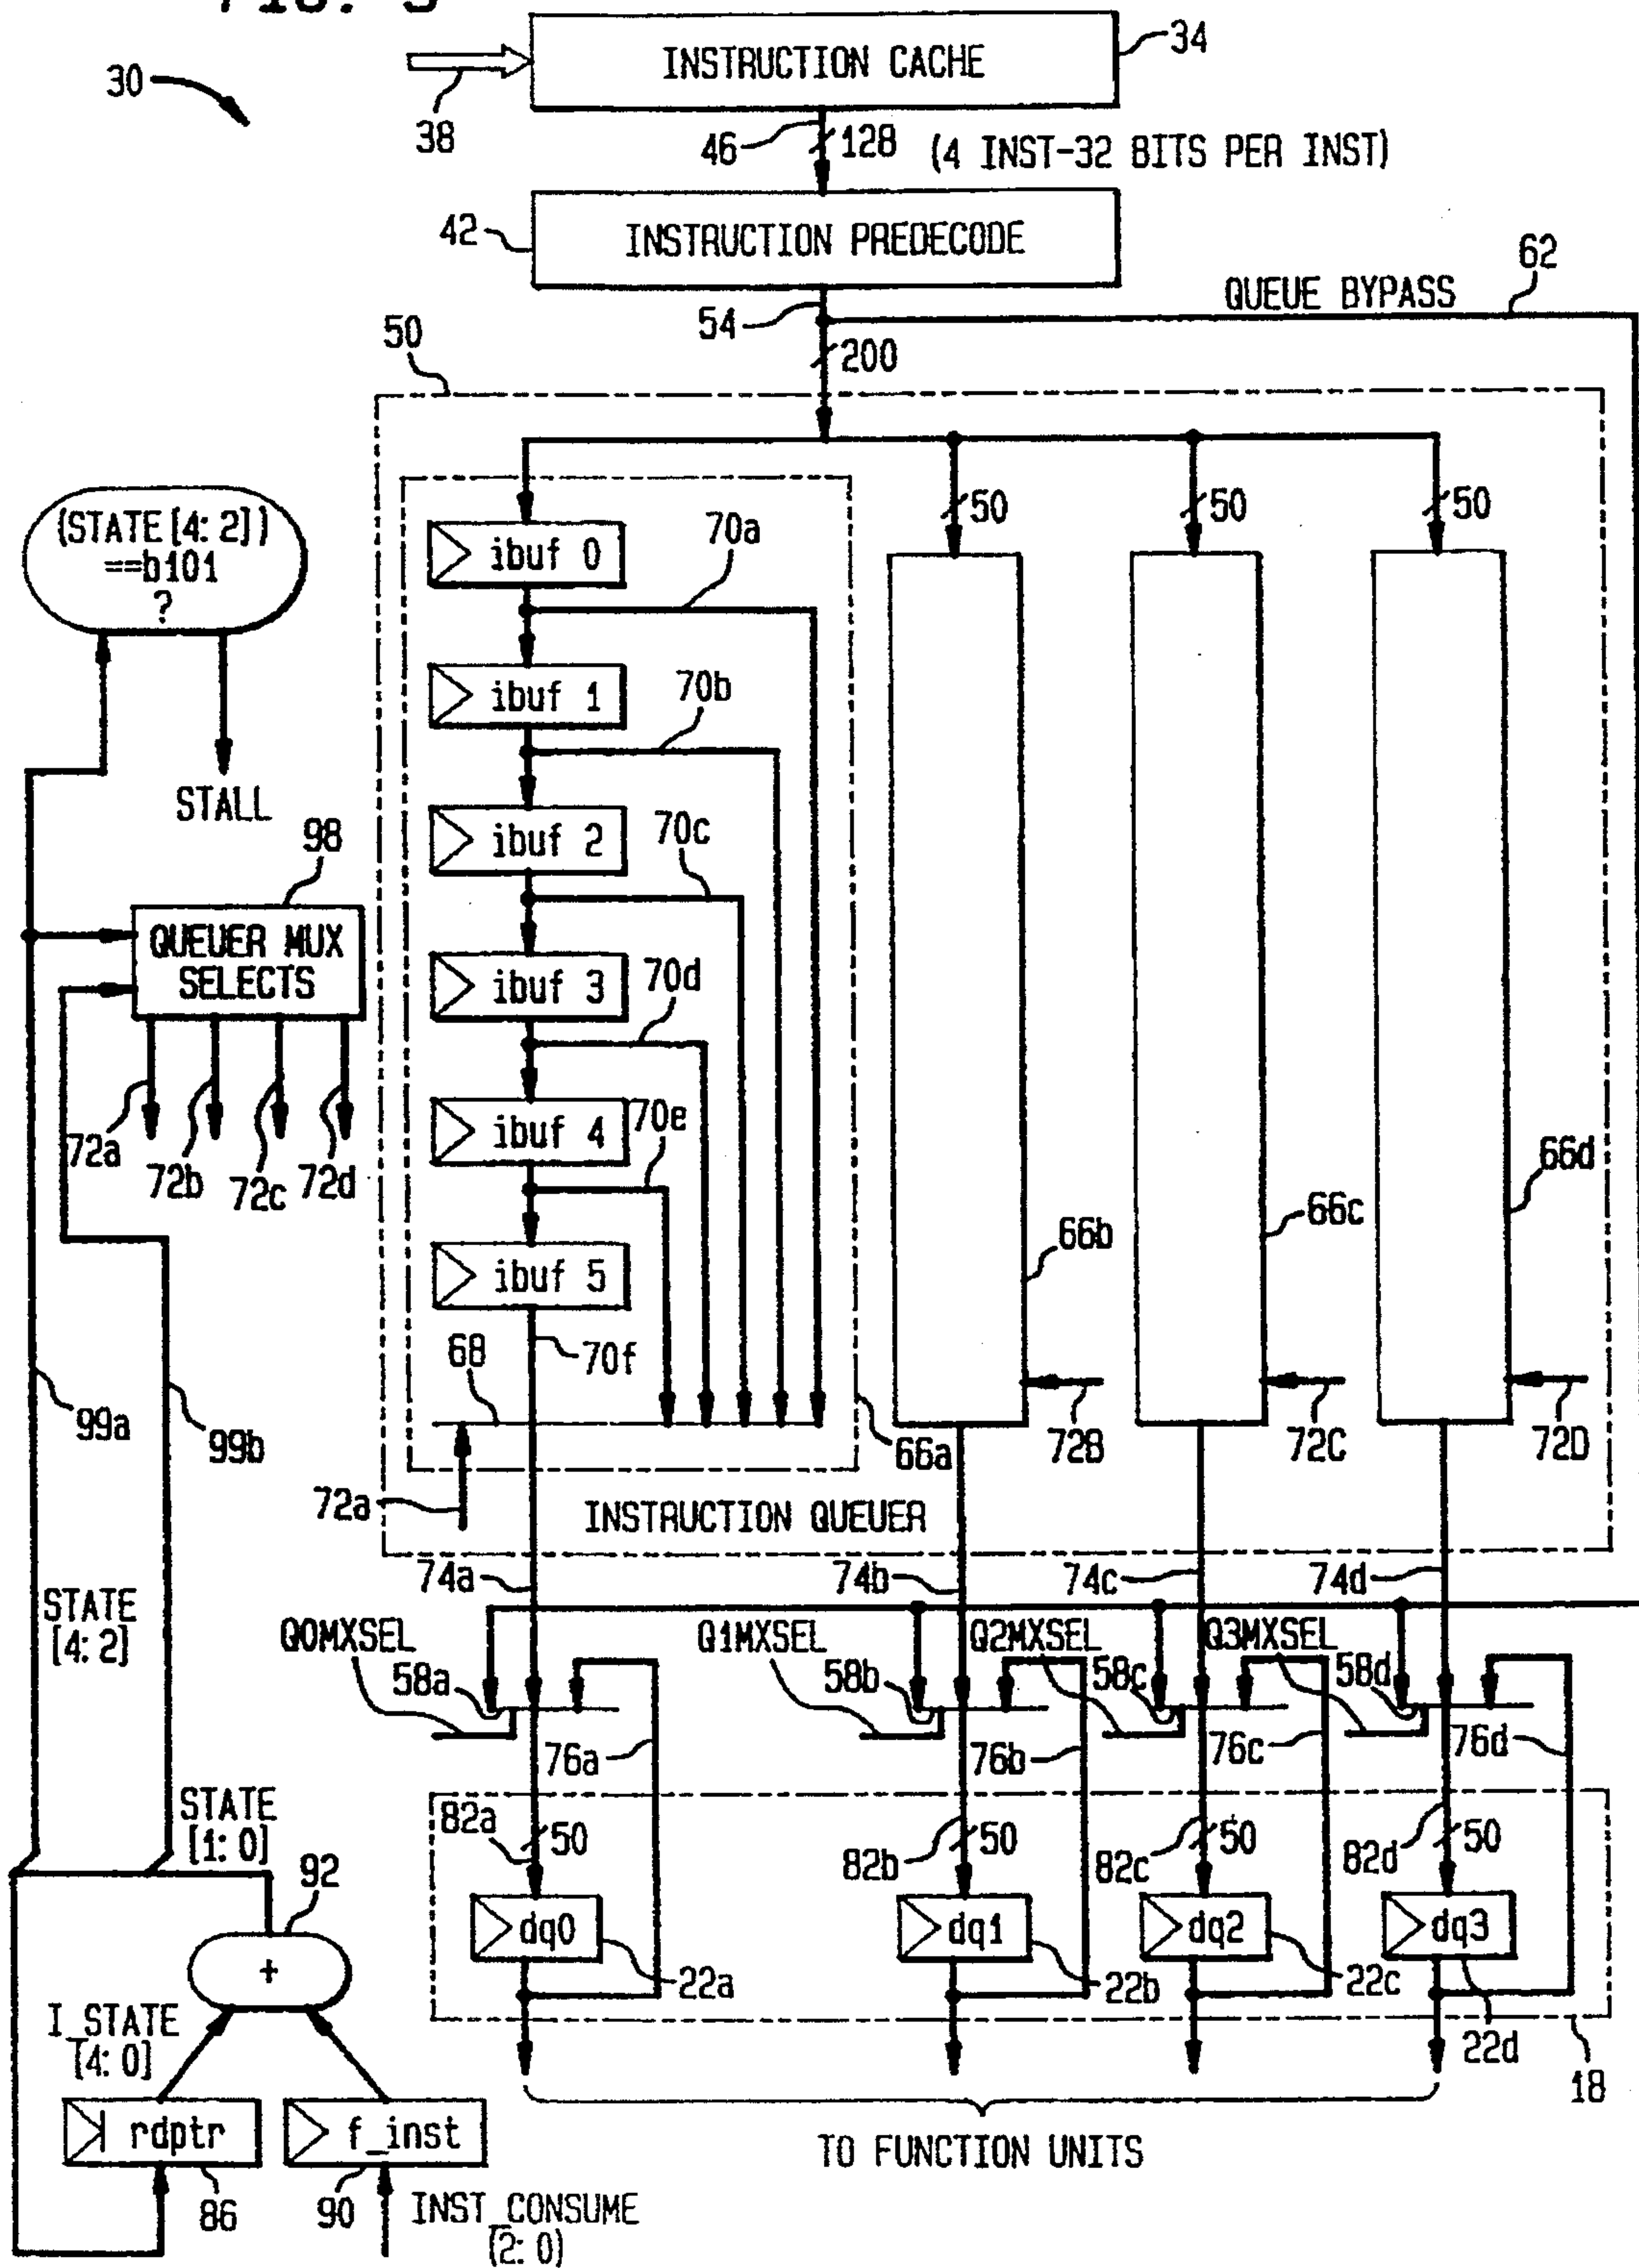 INSTRUCTION CACHE
34
30
38
46
128
(4 INST-32 BITS PER INST)
42
INSTRUCTION PREDECODE
54
QUEUE BYPASS
62
50
200
50
50
50
(STATE[4:2])
==b101
?
STALL
ibuf 0
70a
ibuf 1
70b
ibuf 2
70c
ibuf 3
70d
ibuf 4
70e
ibuf 5
70f
68
98
QUEUER MUX
SELECTS
72a
72b
72c
72d
66b
66c
66d
99a
99b
66a
72B
72C
72D
72a
INSTRUCTION QUEUER
74a
74b
74c
74d
STATE
[4:2]
Q0MXSEL
Q1MXSEL
Q2MXSEL
Q3MXSEL
58a
58b
58c
58d
76a
76b
76c
76d
STATE
[1:0]
82a
50
82b
50
82c
50
82d
50
92
+
dq0
dq1
dq2
dq3
22a
22b
22c
22d
18
I_STATE
[4:0]
rdptr
f_inst
86
90
INST_CONSUME
(2:0)
TO FUNCTION UNITS